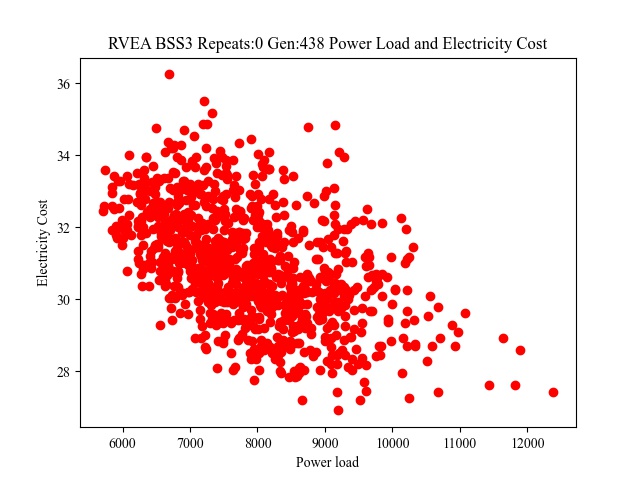 RVEA BSS3 Repeats:0 Gen:438 Power Load and Electricity Cost
36
34
32
30
28
Electricity Cost
6000 7000 8000 9000 10000 11000 12000
Power load